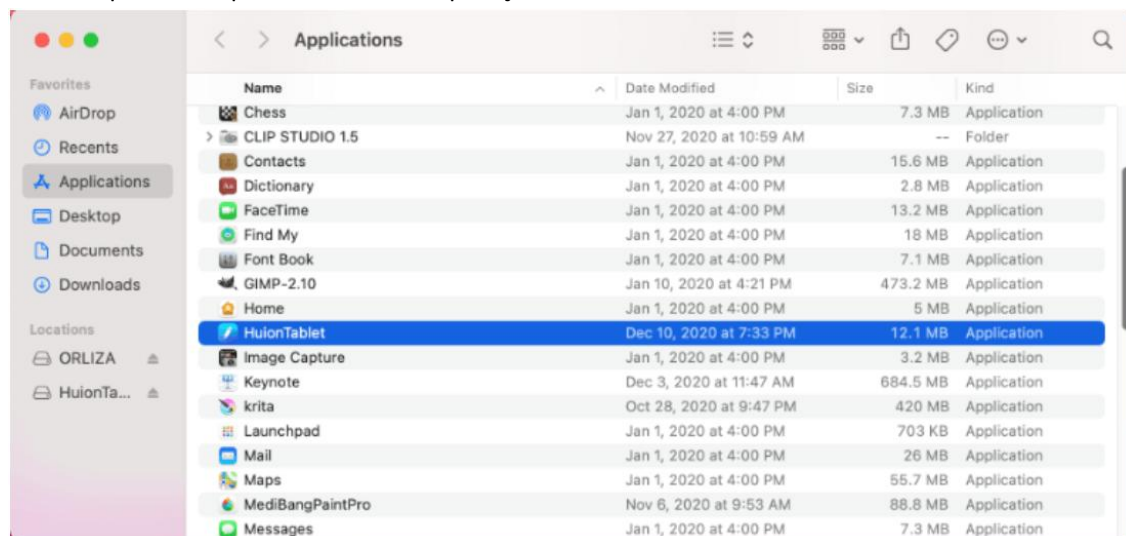 Applications
Name Date Modified Size Kind
Favorites
AirDrop
Recents
Applications
Desktop
Documents
Downloads
Locations
ORLIZA
HuionTa...
Chess Jan 1, 2020 at 4:00 PM 7.3 MB Application
CLIP STUDIO 1.5 Nov 27, 2020 at 10:59 AM -- Folder
Contacts Jan 1, 2020 at 4:00 PM 15.6 MB Application
Dictionary Jan 1, 2020 at 4:00 PM 2.8 MB Application
FaceTime Jan 1, 2020 at 4:00 PM 13.2 MB Application
Find My Jan 1, 2020 at 4:00 PM 18 MB Application
Font Book Jan 1, 2020 at 4:00 PM 7.1 MB Application
GIMP-2.10 Jan 10, 2020 at 4:21 PM 473.2 MB Application
Home Jan 1, 2020 at 4:00 PM 5 MB Application
HuionTablet Dec 10, 2020 at 7:33 PM 12.1 MB Application
Image Capture Jan 1, 2020 at 4:00 PM 3.2 MB Application
Keynote Dec 3, 2020 at 11:47 AM 684.5 MB Application
krita Oct 28, 2020 at 9:47 PM 420 MB Application
Launchpad Jan 1, 2020 at 4:00 PM 703 KB Application
Mail Jan 1, 2020 at 4:00 PM 26 MB Application
Maps Jan 1, 2020 at 4:00 PM 55.7 MB Application
MediBangPaintPro Nov 6, 2020 at 9:53 AM 88.8 MB Application
Messages Jan 1, 2020 at 4:00 PM 7.3 MB Application